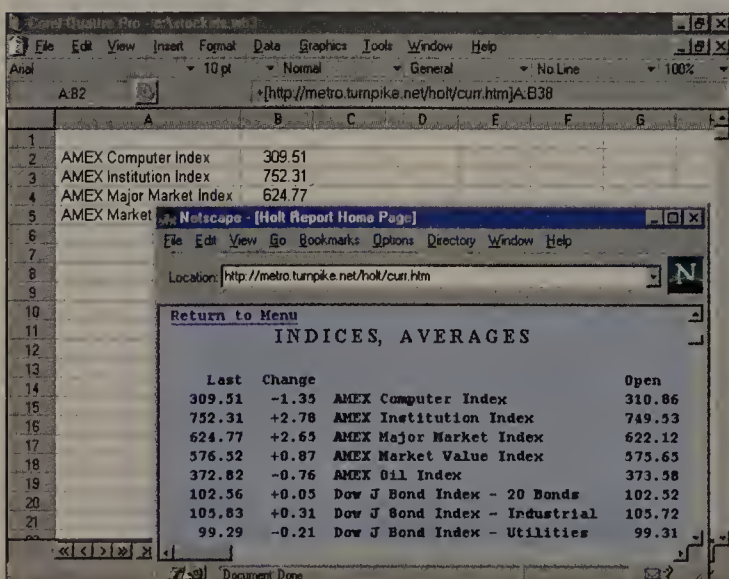 Corel Quattro Pro - e:\stocknls.wb3
File Edit View Insert Format Data Graphics Tools Window Help
Arial 10 pt Normal General No Line 100%
A:B2 +[http://metro.turnpike.net/holt/curr.htm]A:B38
A B C D E F G
1
2 AMEX Computer Index 309.51
3 AMEX Institution Index 752.31
4 AMEX Major Market Index 624.77
5 AMEX Market
6
7
8
9
10
11
12
13
14
15
16
17
18
19
20
21
Netscape - [Holt Report Home Page]
File Edit View Go Bookmarks Options Directory Window Help
Location: http://metro.turnpike.net/holt/curr.htm
N
Return to Menu
INDICES, AVERAGES
Last Change Open
309.51 -1.35 AMEX Computer Index 310.86
752.31 +2.78 AMEX Institution Index 749.53
624.77 +2.65 AMEX Major Market Index 622.12
576.52 +0.87 AMEX Market Value Index 575.65
372.82 -0.76 AMEX Oil Index 373.58
102.56 +0.05 Dow J Bond Index - 20 Bonds 102.52
105.83 +0.31 Dow J Bond Index - Industrial 105.72
99.29 -0.21 Dow J Bond Index - Utilities 99.31
Document Done